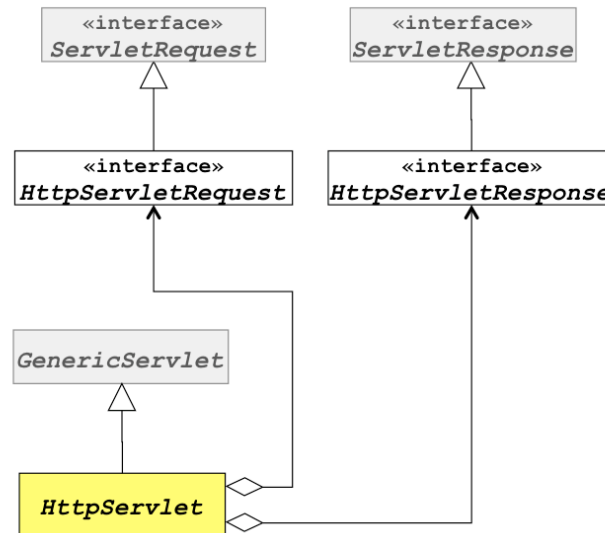 «interface»
ServletRequest
«interface»
ServletResponse
«interface»
HttpServletRequest
«interface»
HttpServletResponse
GenericServlet
HttpServlet